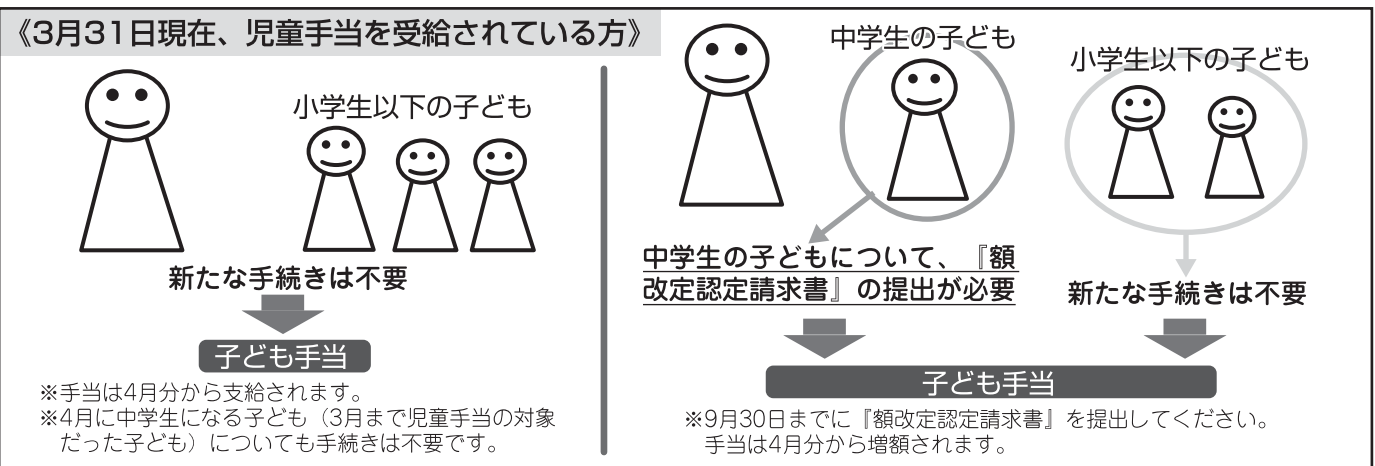 《3月31日現在、児童手当を受給されている方》
小学生以下の子ども
新たな手続きは不要
子ども手当
※手当は4月分から支給されます。
※4月に中学生になる子ども（3月まで児童手当の対象
だった子ども）についても手続きは不要です。
中学生の子ども
小学生以下の子ども
中学生の子どもについて、『額
改定認定請求書』の提出が必要
新たな手続きは不要
子ども手当
※9月30日までに『額改定認定請求書』を提出してください。
手当は4月分から増額されます。